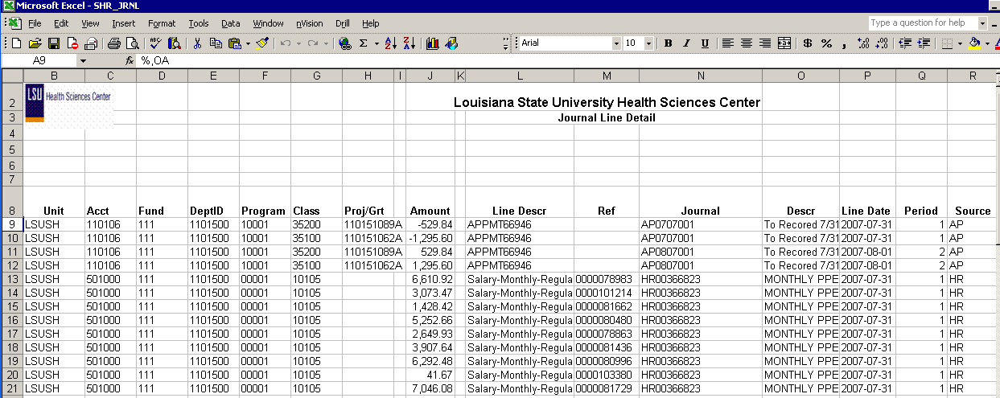 Microsoft Excel - SHR_JRNL
File Edit View Insert Format Tools Data Window nVision Drill Help Type a question for help
Arial 10 B I U $ % ,
A9 fx %,OA
B C D E F G H I J K L M N O P Q R
2 LSU Health Sciences Center Louisiana State University Health Sciences Center
3 Journal Line Detail
4
5
6
7
8 Unit Acct Fund DeptID Program Class Proj/Grt Amount Line Descr Ref Journal Descr Line Date Period Source
9 LSUSH 110106 111 1101500 10001 35200 110151089A -529.84 APPMT66946 AP0707001 To Recored 7/31 2007-07-31 1 AP
10 LSUSH 110106 111 1101500 10001 35100 110151062A -1,295.60 APPMT66946 AP0707001 To Recored 7/31 2007-07-31 1 AP
11 LSUSH 110106 111 1101500 10001 35200 110151089A 529.84 APPMT66946 AP0807001 To Recored 7/31 2007-08-01 2 AP
12 LSUSH 110106 111 1101500 10001 35100 110151062A 1,295.60 APPMT66946 AP0807001 To Recored 7/31 2007-08-01 2 AP
13 LSUSH 501000 111 1101500 00001 10105 6,610.92 Salary-Monthly-Regula 0000078983 HR00366823 MONTHLY PPE 2007-07-31 1 HR
14 LSUSH 501000 111 1101500 00001 10105 3,073.47 Salary-Monthly-Regula 0000101214 HR00366823 MONTHLY PPE 2007-07-31 1 HR
15 LSUSH 501000 111 1101500 00001 10105 1,428.42 Salary-Monthly-Regula 0000081662 HR00366823 MONTHLY PPE 2007-07-31 1 HR
16 LSUSH 501000 111 1101500 00001 10105 5,252.66 Salary-Monthly-Regula 0000080480 HR00366823 MONTHLY PPE 2007-07-31 1 HR
17 LSUSH 501000 111 1101500 00001 10105 2,649.93 Salary-Monthly-Regula 0000078863 HR00366823 MONTHLY PPE 2007-07-31 1 HR
18 LSUSH 501000 111 1101500 00001 10105 3,907.64 Salary-Monthly-Regula 0000081436 HR00366823 MONTHLY PPE 2007-07-31 1 HR
19 LSUSH 501000 111 1101500 00001 10105 6,292.48 Salary-Monthly-Regula 0000080996 HR00366823 MONTHLY PPE 2007-07-31 1 HR
20 LSUSH 501000 111 1101500 00001 10105 41.67 Salary-Monthly-Regula 0000103380 HR00366823 MONTHLY PPE 2007-07-31 1 HR
21 LSUSH 501000 111 1101500 00001 10105 7,046.08 Salary-Monthly-Regula 0000081729 HR00366823 MONTHLY PPE 2007-07-31 1 HR